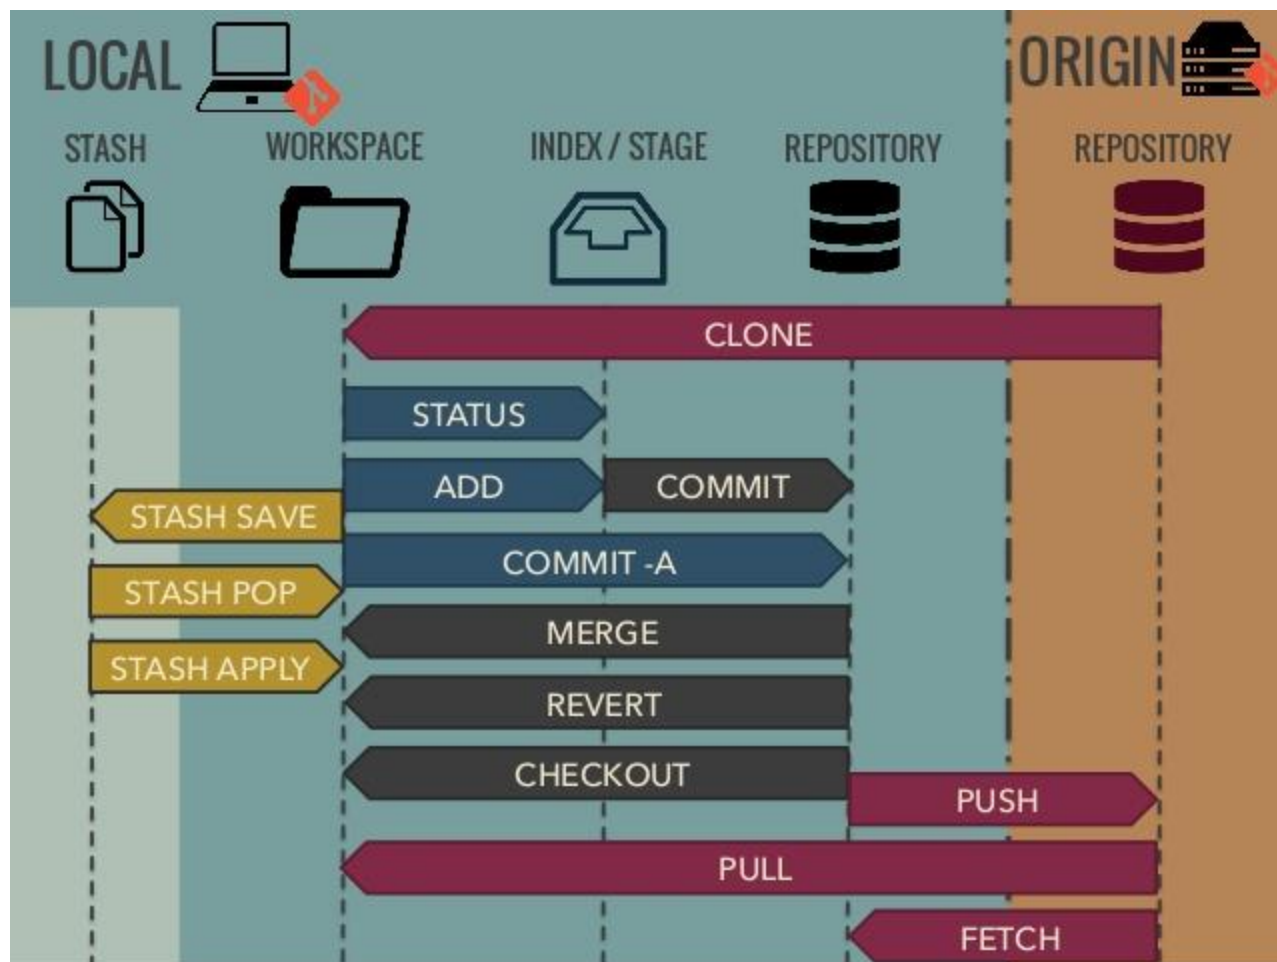 LOCAL
ORIGIN
STASH
WORKSPACE
INDEX / STAGE
REPOSITORY
REPOSITORY
CLONE
STATUS
ADD
COMMIT
STASH SAVE
COMMIT -A
STASH POP
MERGE
STASH APPLY
REVERT
CHECKOUT
PUSH
PULL
FETCH